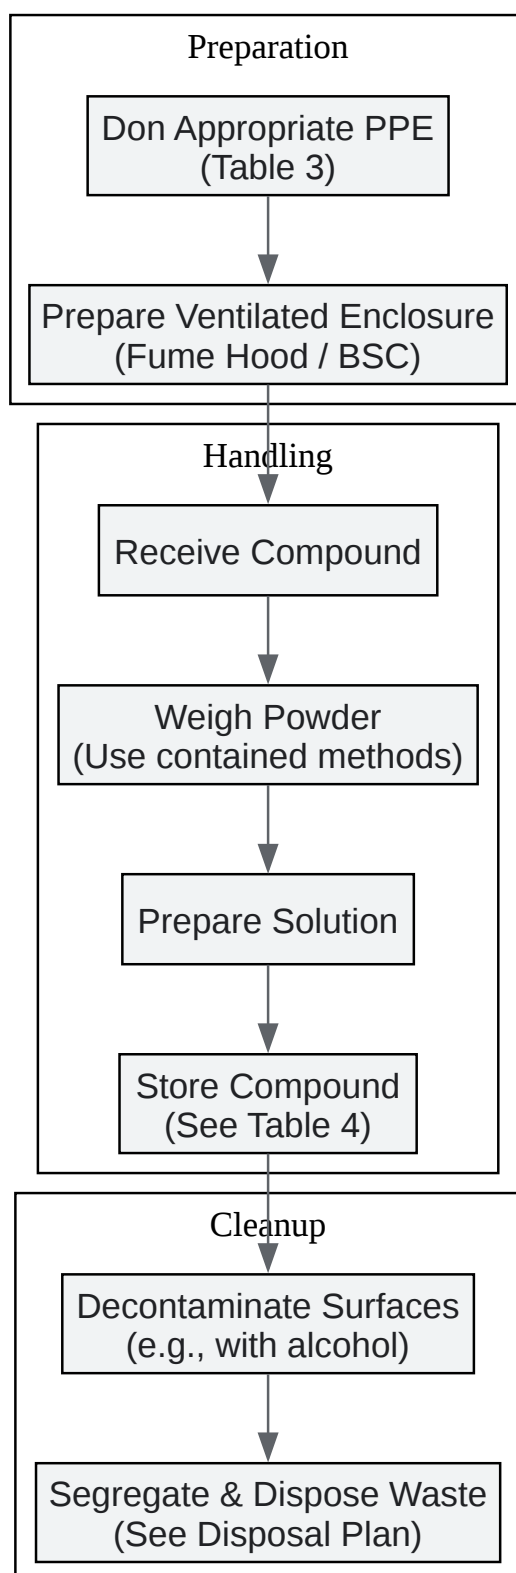 Preparation
Don Appropriate PPE
(Table 3)
Prepare Ventilated Enclosure
(Fume Hood / BSC)
Handling
Receive Compound
Weigh Powder
(Use contained methods)
Prepare Solution
Store Compound
(See Table 4)
Cleanup
Decontaminate Surfaces
(e.g., with alcohol)
Segregate & Dispose Waste
(See Disposal Plan)